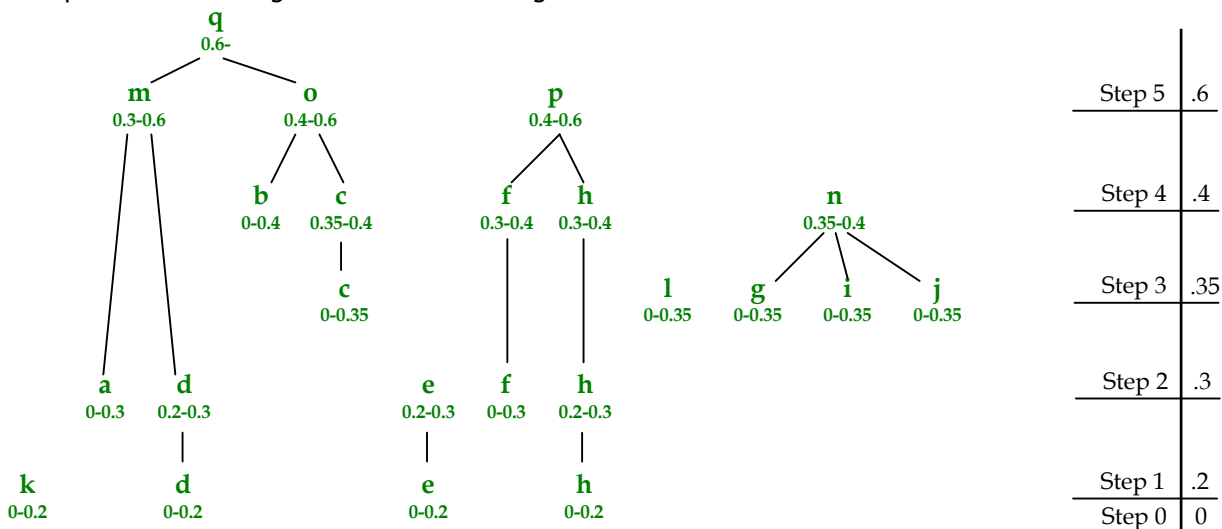 q
0.6-
m o p Step 5 .6
0.3-0.6 0.4-0.6 0.4-0.6
b c f h n Step 4 .4
0-0.4 0.35-0.4 0.3-0.4 0.3-0.4 0.35-0.4
c l g i j Step 3 .35
0-0.35 0-0.35 0-0.35 0-0.35 0-0.35
a d e f h Step 2 .3
0-0.3 0.2-0.3 0.2-0.3 0-0.3 0.2-0.3
k d e h Step 1 .2
0-0.2 0-0.2 0-0.2 0-0.2 Step 0 0